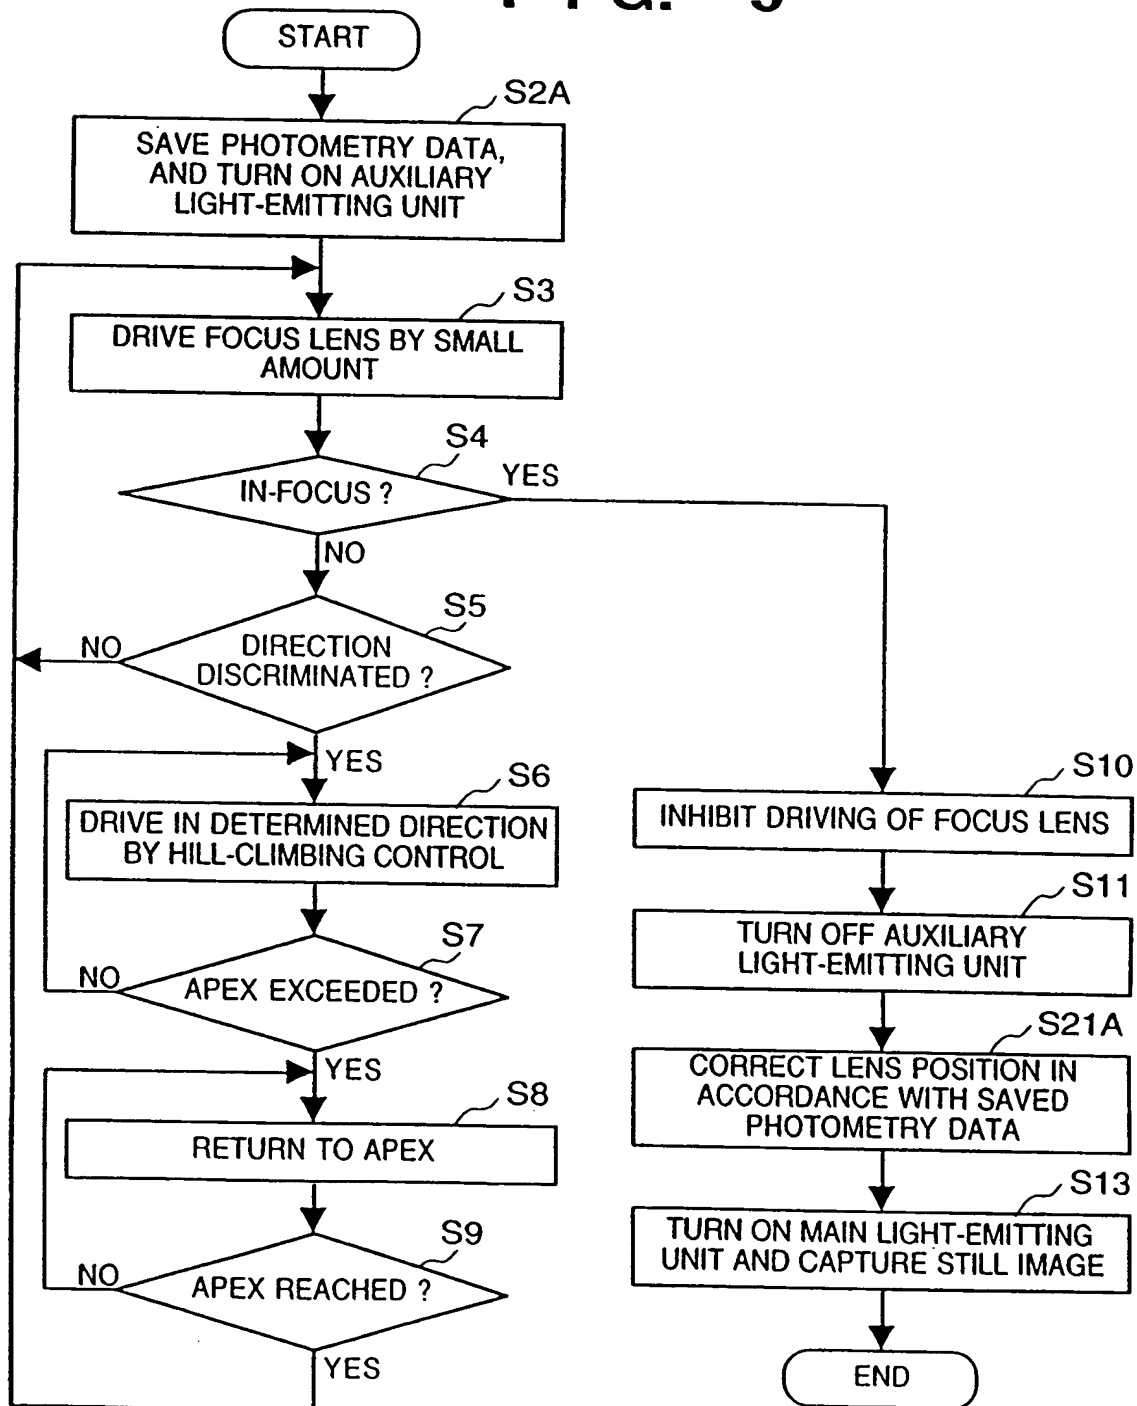 START
S2A
SAVE PHOTOMETRY DATA,
AND TURN ON AUXILIARY
LIGHT-EMITTING UNIT
S3
DRIVE FOCUS LENS BY SMALL
AMOUNT
S4
IN-FOCUS ?
YES
NO
S5
DIRECTION
DISCRIMINATED ?
NO
YES
S6
DRIVE IN DETERMINED DIRECTION
BY HILL-CLIMBING CONTROL
S7
APEX EXCEEDED ?
NO
YES
S8
RETURN TO APEX
S9
APEX REACHED ?
NO
YES
S10
INHIBIT DRIVING OF FOCUS LENS
S11
TURN OFF AUXILIARY
LIGHT-EMITTING UNIT
S21A
CORRECT LENS POSITION IN
ACCORDANCE WITH SAVED
PHOTOMETRY DATA
S13
TURN ON MAIN LIGHT-EMITTING
UNIT AND CAPTURE STILL IMAGE
END